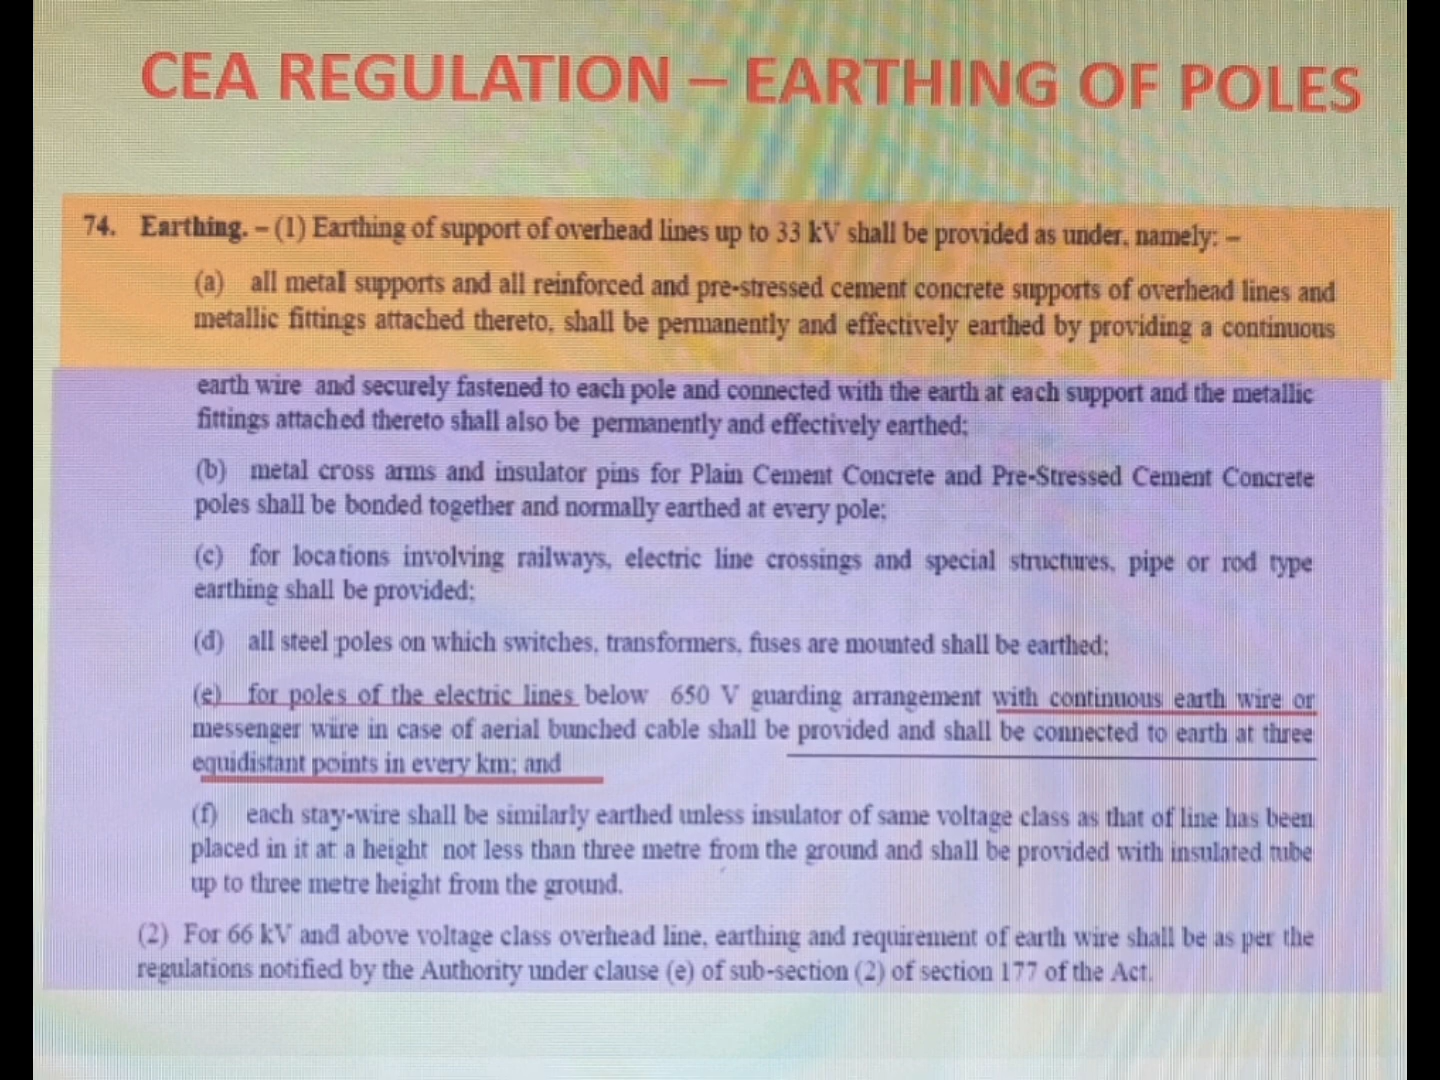 CEA REGULATION – EARTHING OF POLES
74. Earthing. – (1) Earthing of support of overhead lines up to 33 kV shall be provided as under, namely: –
(a) all metal supports and all reinforced and pre-stressed cement concrete supports of overhead lines and
metallic fittings attached thereto, shall be permanently and effectively earthed by providing a continuous
earth wire and securely fastened to each pole and connected with the earth at each support and the metallic
fittings attached thereto shall also be permanently and effectively earthed;
(b) metal cross arms and insulator pins for Plain Cement Concrete and Pre-Stressed Cement Concrete
poles shall be bonded together and normally earthed at every pole;
(c) for locations involving railways, electric line crossings and special structures, pipe or rod type
earthing shall be provided;
(d) all steel poles on which switches, transformers, fuses are mounted shall be earthed;
(e) for poles of the electric lines below 650 V guarding arrangement with continuous earth wire or
messenger wire in case of aerial bunched cable shall be provided and shall be connected to earth at three
equidistant points in every km; and
(f) each stay-wire shall be similarly earthed unless insulator of same voltage class as that of line has been
placed in it at a height not less than three metre from the ground and shall be provided with insulated tube
up to three metre height from the ground.
(2) For 66 kV and above voltage class overhead line, earthing and requirement of earth wire shall be as per the
regulations notified by the Authority under clause (e) of sub-section (2) of section 177 of the Act.